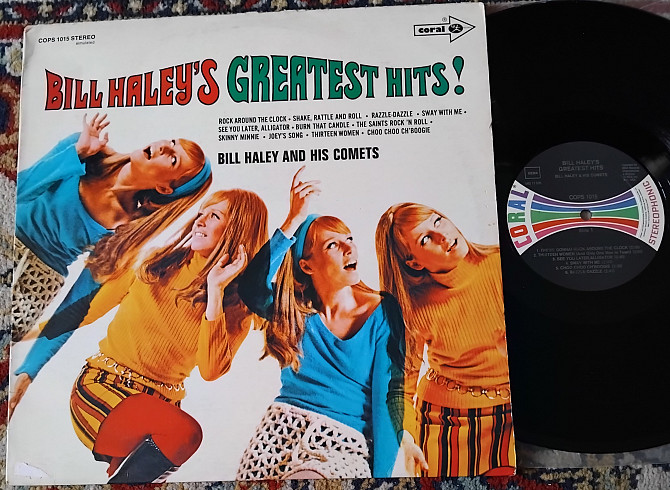 COPS 1015 STEREO
coral
BILL HALEY'S GREATEST HITS!
ROCK AROUND THE CLOCK • SHAKE, RATTLE AND ROLL • RAZZLE-DAZZLE • SWAY WITH ME •
SEE YOU LATER, ALLIGATOR • BURN THAT CANDLE • THE SAINTS ROCK 'N ROLL •
SKINNY MINNIE • JOEY'S SONG • THIRTEEN WOMEN • CHOO CHOO CH'BOOGIE
BILL HALEY AND HIS COMETS
BILL HALEY'S
GREATEST HITS!
BILL HALEY & HIS COMETS
COPS 1015
CORAL
STEREOPHONIC